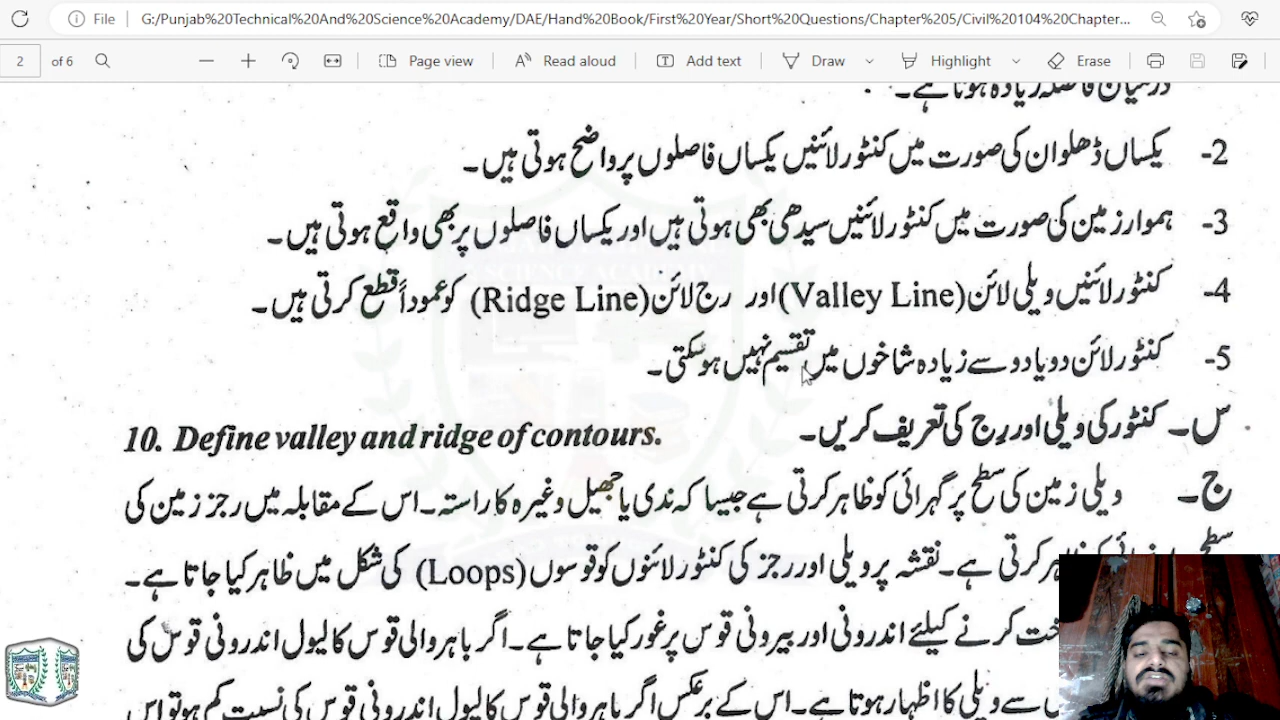 File G:/Punjab%20Technical%20And%20Science%20Academy/DAE/Hand%20Book/First%20Year/Short%20Questions/Chapter%205/Civil%20104%20Chapter...
2 of 6 Page view Read aloud Add text Draw Highlight Erase
درمیان فاصلہ زیادہ ہوتا ہے۔
2- یکساں ڈھلوان کی صورت میں کنٹور لائنیں یکساں فاصلوں پر واضح ہوتی ہیں۔
3- ہموار زمین کی صورت میں کنٹور لائنیں سیدھی بھی ہوتی ہیں اور یکساں فاصلوں پر بھی واقع ہوتی ہیں۔
4- کنٹور لائنیں ویلی لائن (Valley Line) اور رج لائن (Ridge Line) کو عموداً قطع کرتی ہیں۔
5- کنٹور لائن دو یا دو سے زیادہ شاخوں میں تقسیم نہیں ہو سکتی۔
س۔ کنٹور کی ویلی اور رِج کی تعریف کریں۔ 10. Define valley and ridge of contours.
ج۔ ویلی زمین کی سطح پر گہرائی کو ظاہر کرتی ہے جیسا کہ ندی یا جھیل وغیرہ کا راستہ۔ اس کے مقابلہ میں رجز زمین کی
سطح ہے۔ نقشہ پر ویلی اور رجز کی کنٹور لائنوں کو قوسوں (Loops) کی شکل میں ظاہر کیا جاتا ہے۔
کرنے کیلئے اندرونی اور بیرونی قوس پر غور کیا جاتا ہے۔ اگر باہر والی قوس کا لیول اندرونی قوس کی
سے ویلی کا اظہار ہوتا ہے۔ اس کے برعکس اگر باہر والی قوس کا لیول اندرونی قوس کی نسبت کم ہو تو اس